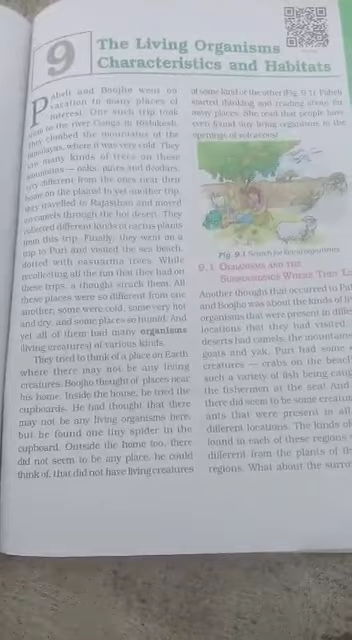 9
The Living Organisms
Characteristics and Habitats
Paheli and Boojho went on
vacation to many places of
interest. One such trip took
to the river Ganga in Rishikesh.
they climbed the mountains of the
Himalayas, where it was very cold. They
saw many kinds of trees on these
mountains — oaks, pines and deodars,
very different from the ones near their
home on the plains! In yet another trip,
they travelled to Rajasthan and moved
on camels through the hot desert. They
collected different kinds of cactus plants
from this trip. Finally, they went on a
trip to Puri and visited the sea beach,
dotted with casuarina trees. While
recollecting all the fun that they had on
these trips, a thought struck them. All
these places were so different from one
another, some were cold, some very hot
and dry, and some places so humid. And
yet all of them had many organisms
(living creatures) of various kinds.
They tried to think of a place on Earth
where there may not be any living
creatures. Boojho thought of places near
his home. Inside the house, he tried the
cupboards. He had thought that there
may not be any living organisms here,
but he found one tiny spider in the
cupboard. Outside the home too, there
did not seem to be any place, he could
think of, that did not have living creatures
of some kind or the other (Fig. 9.1). Paheli
started thinking and reading about far
away places. She read that people have
even found tiny living organisms in the
openings of volcanoes!
Fig. 9.1 Search for living organisms
9.1 ORGANISMS AND THE
SURROUNDINGS WHERE THEY
Another thought that occurred to
and Boojho was about the kinds of
organisms that were present in
locations that they had visited.
deserts had camels, the mountains
goats and yak. Puri had some
creatures — crabs on the beach
such a variety of fish being
the fishermen at the sea! And
there did seem to be some
ants that were present in all
different locations. The kinds of
found in each of these regions
different from the plants of
regions. What about the